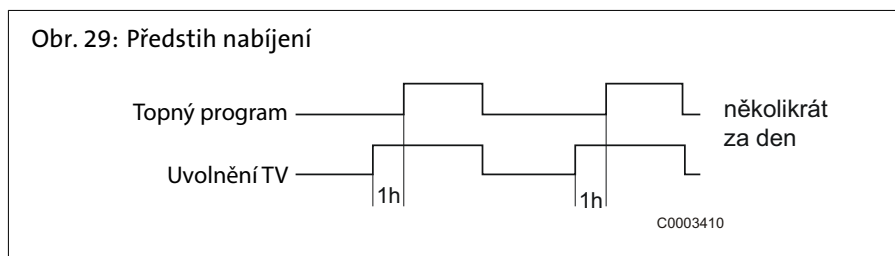 Obr. 29: Předstih nabíjení
Topný program
několikrát
za den
Uvolnění TV
1h
1h
C0003410